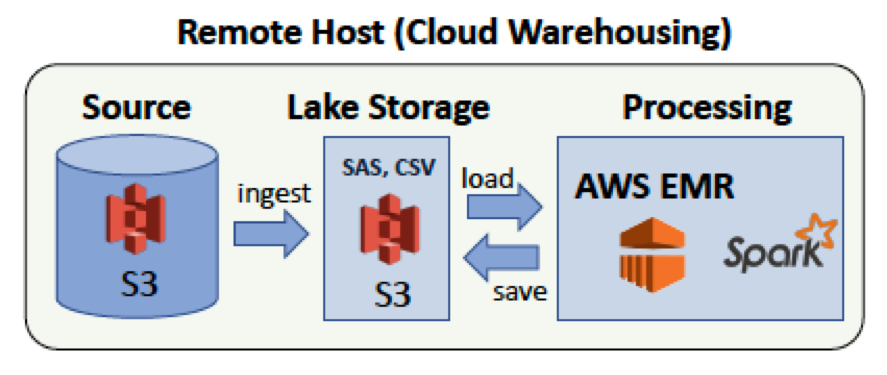 Remote Host (Cloud Warehousing)
Source
Lake Storage
Processing
S3
ingest
SAS, CSV
S3
load
save
AWS EMR
Spark